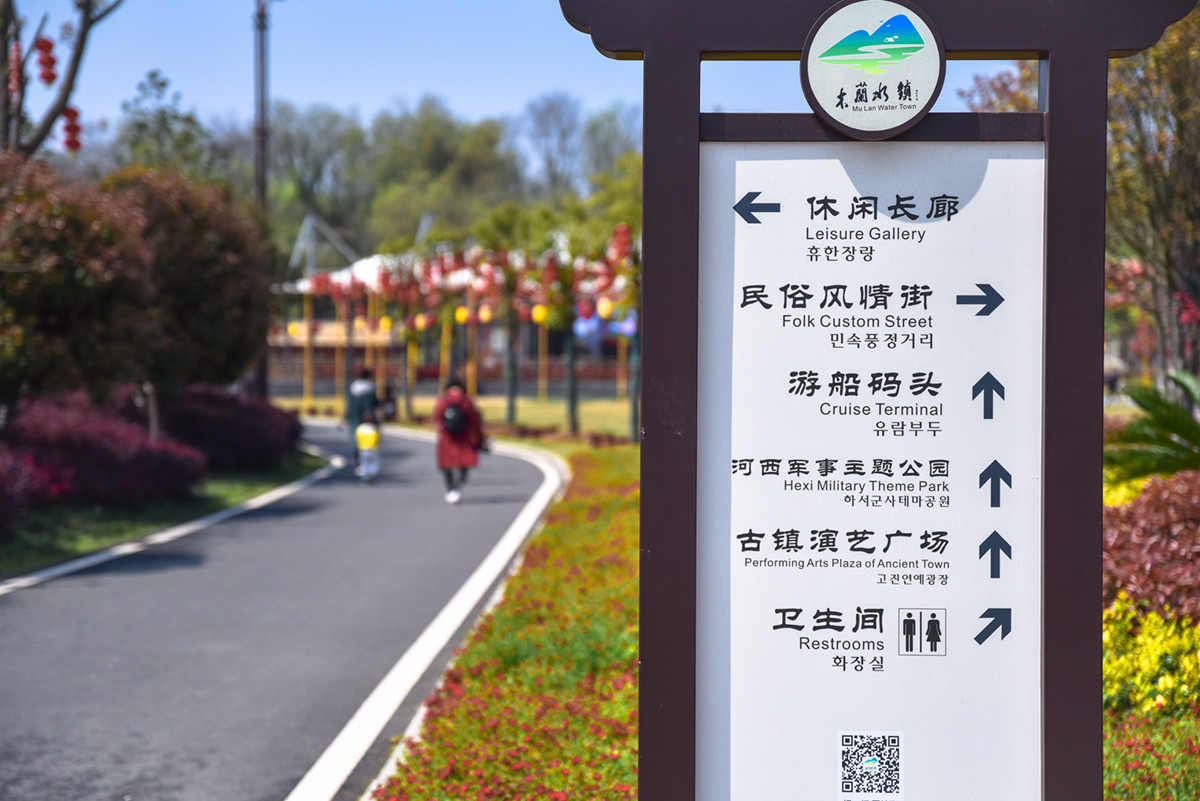 木蘭水鎮
Mu Lan Water Town
休闲长廊
Leisure Gallery
휴한장랑
民俗风情街
Folk Custom Street
민속풍정거리
游船码头
Cruise Terminal
유람부두
河西军事主题公园
Hexi Military Theme Park
하서군사테마공원
古镇演艺广场
Performing Arts Plaza of Ancient Town
고진연예광장
卫生间
Restrooms
화장실